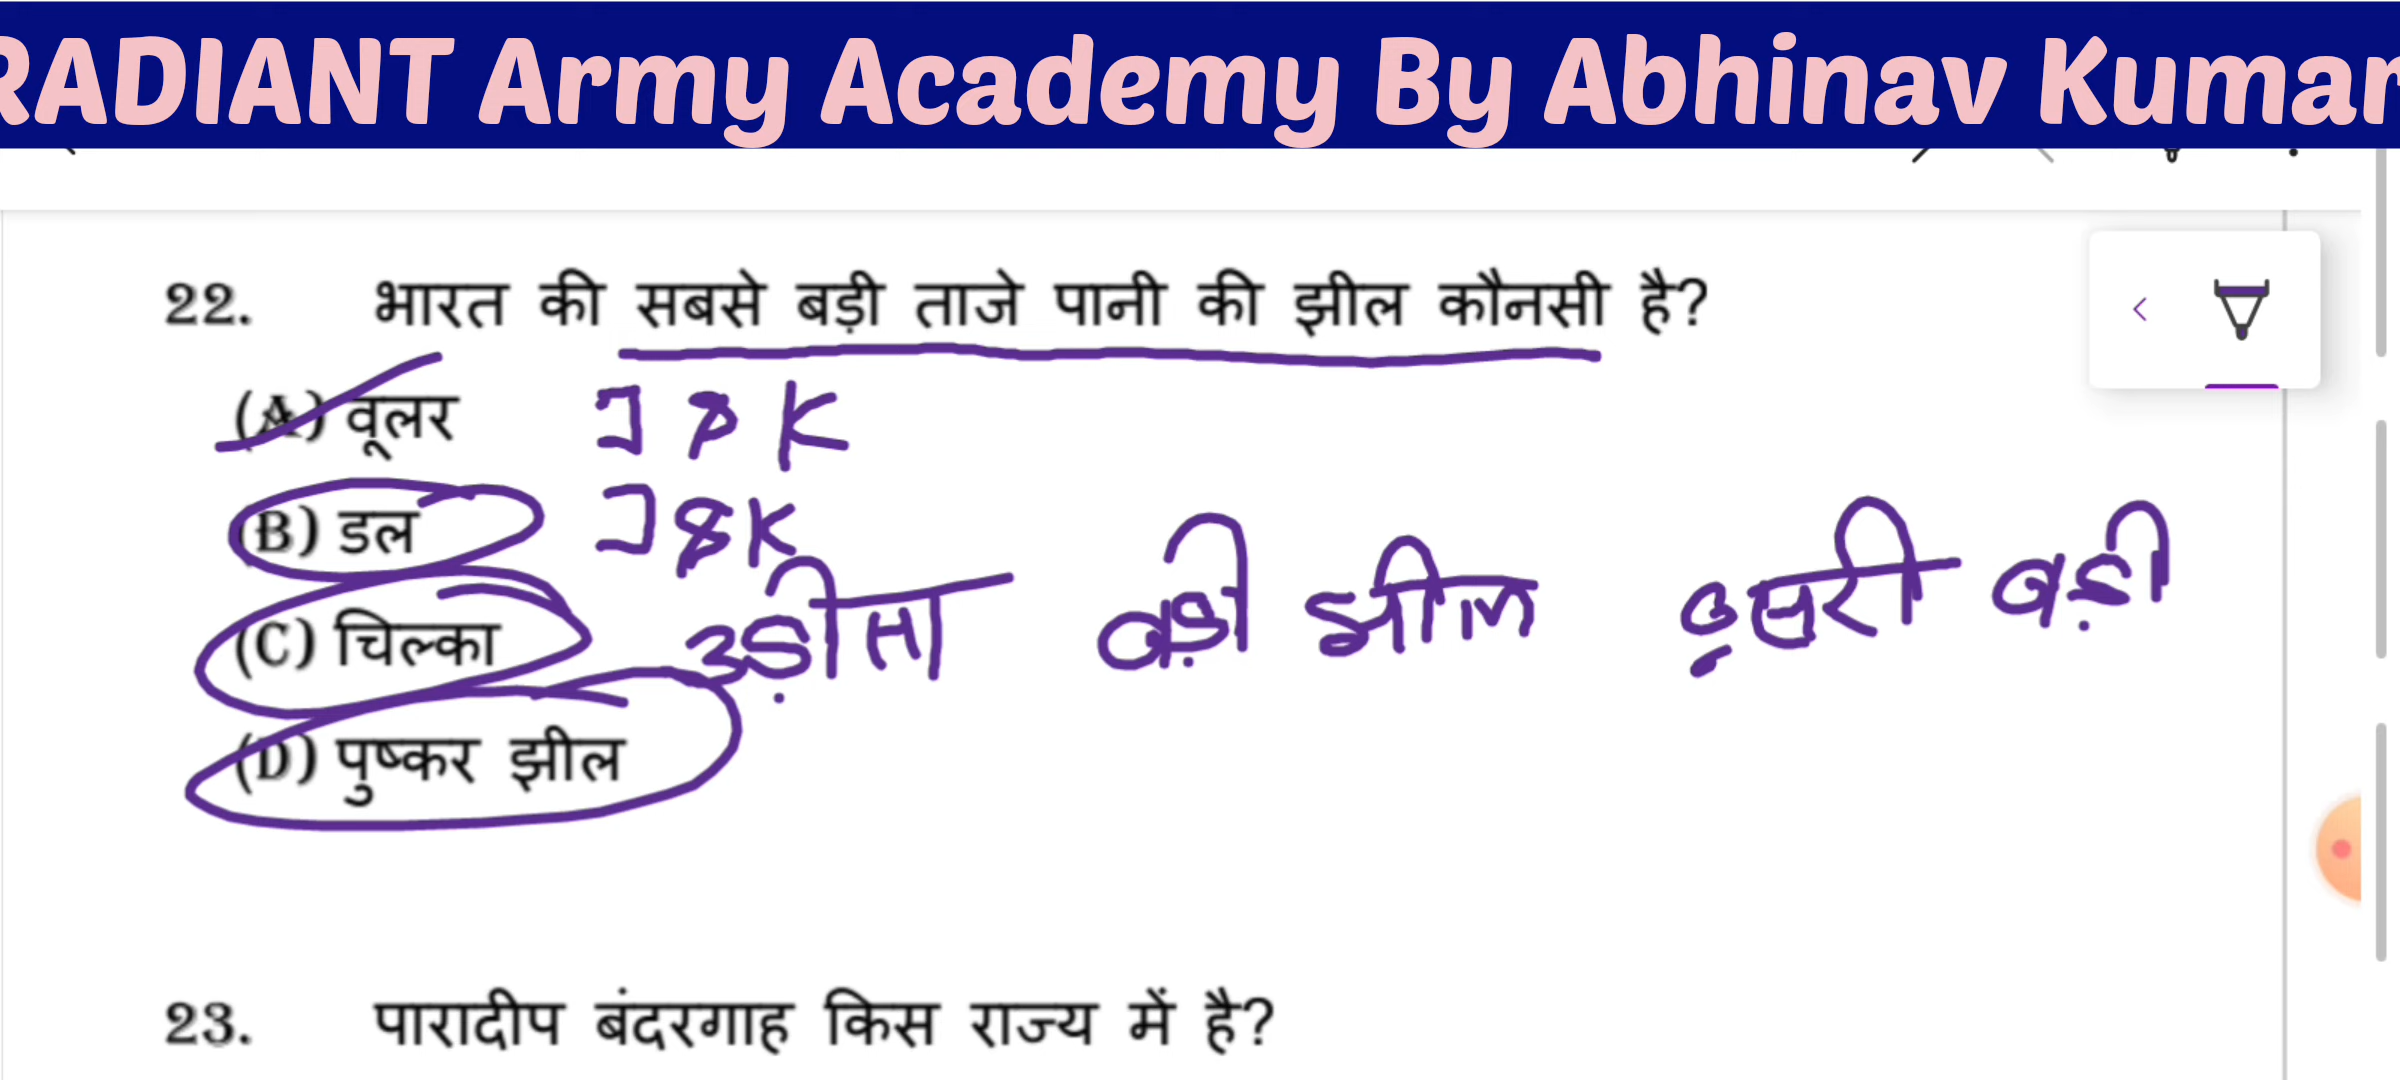 RADIANT Army Academy By Abhinav Kumar
22. भारत की सबसे बड़ी ताजे पानी की झील कौनसी है?
(A) वूलर J & K
(B) डल J & K
(C) चिल्का उड़ीसा बड़ी झील दूसरी बड़ी
(D) पुष्कर झील
23. पारादीप बंदरगाह किस राज्य में है?